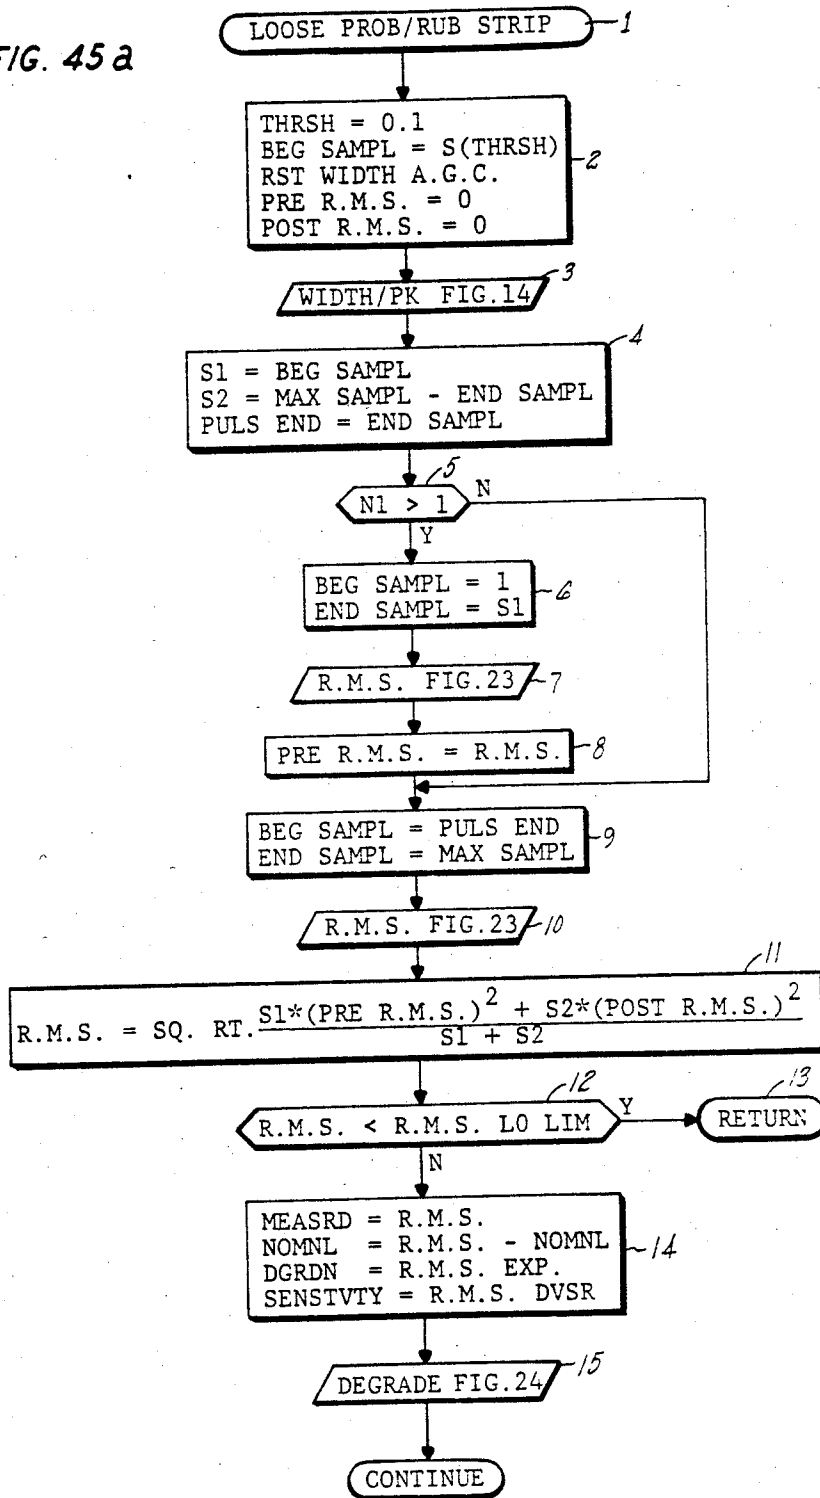 FIG. 45a
LOOSE PROB/RUB STRIP
1
THRSH = 0.1
BEG SAMPL = S(THRSH)
RST WIDTH A.G.C.
PRE R.M.S. = 0
POST R.M.S. = 0
2
WIDTH/PK FIG.14
3
S1 = BEG SAMPL
S2 = MAX SAMPL - END SAMPL
PULS END = END SAMPL
4
N1 > 1
5
N
Y
BEG SAMPL = 1
END SAMPL = S1
6
R.M.S. FIG.23
7
PRE R.M.S. = R.M.S.
8
BEG SAMPL = PULS END
END SAMPL = MAX SAMPL
9
R.M.S. FIG.23
10
11
R.M.S. = SQ. RT. S1*(PRE R.M.S.)² + S2*(POST R.M.S.)²
S1 + S2
R.M.S. < R.M.S. LO LIM
12
Y
RETURN
13
N
MEASRD = R.M.S.
NOMNL = R.M.S. - NOMNL
DGRDN = R.M.S. EXP.
SENSTVTY = R.M.S. DVSR
14
DEGRADE FIG.24
15
CONTINUE